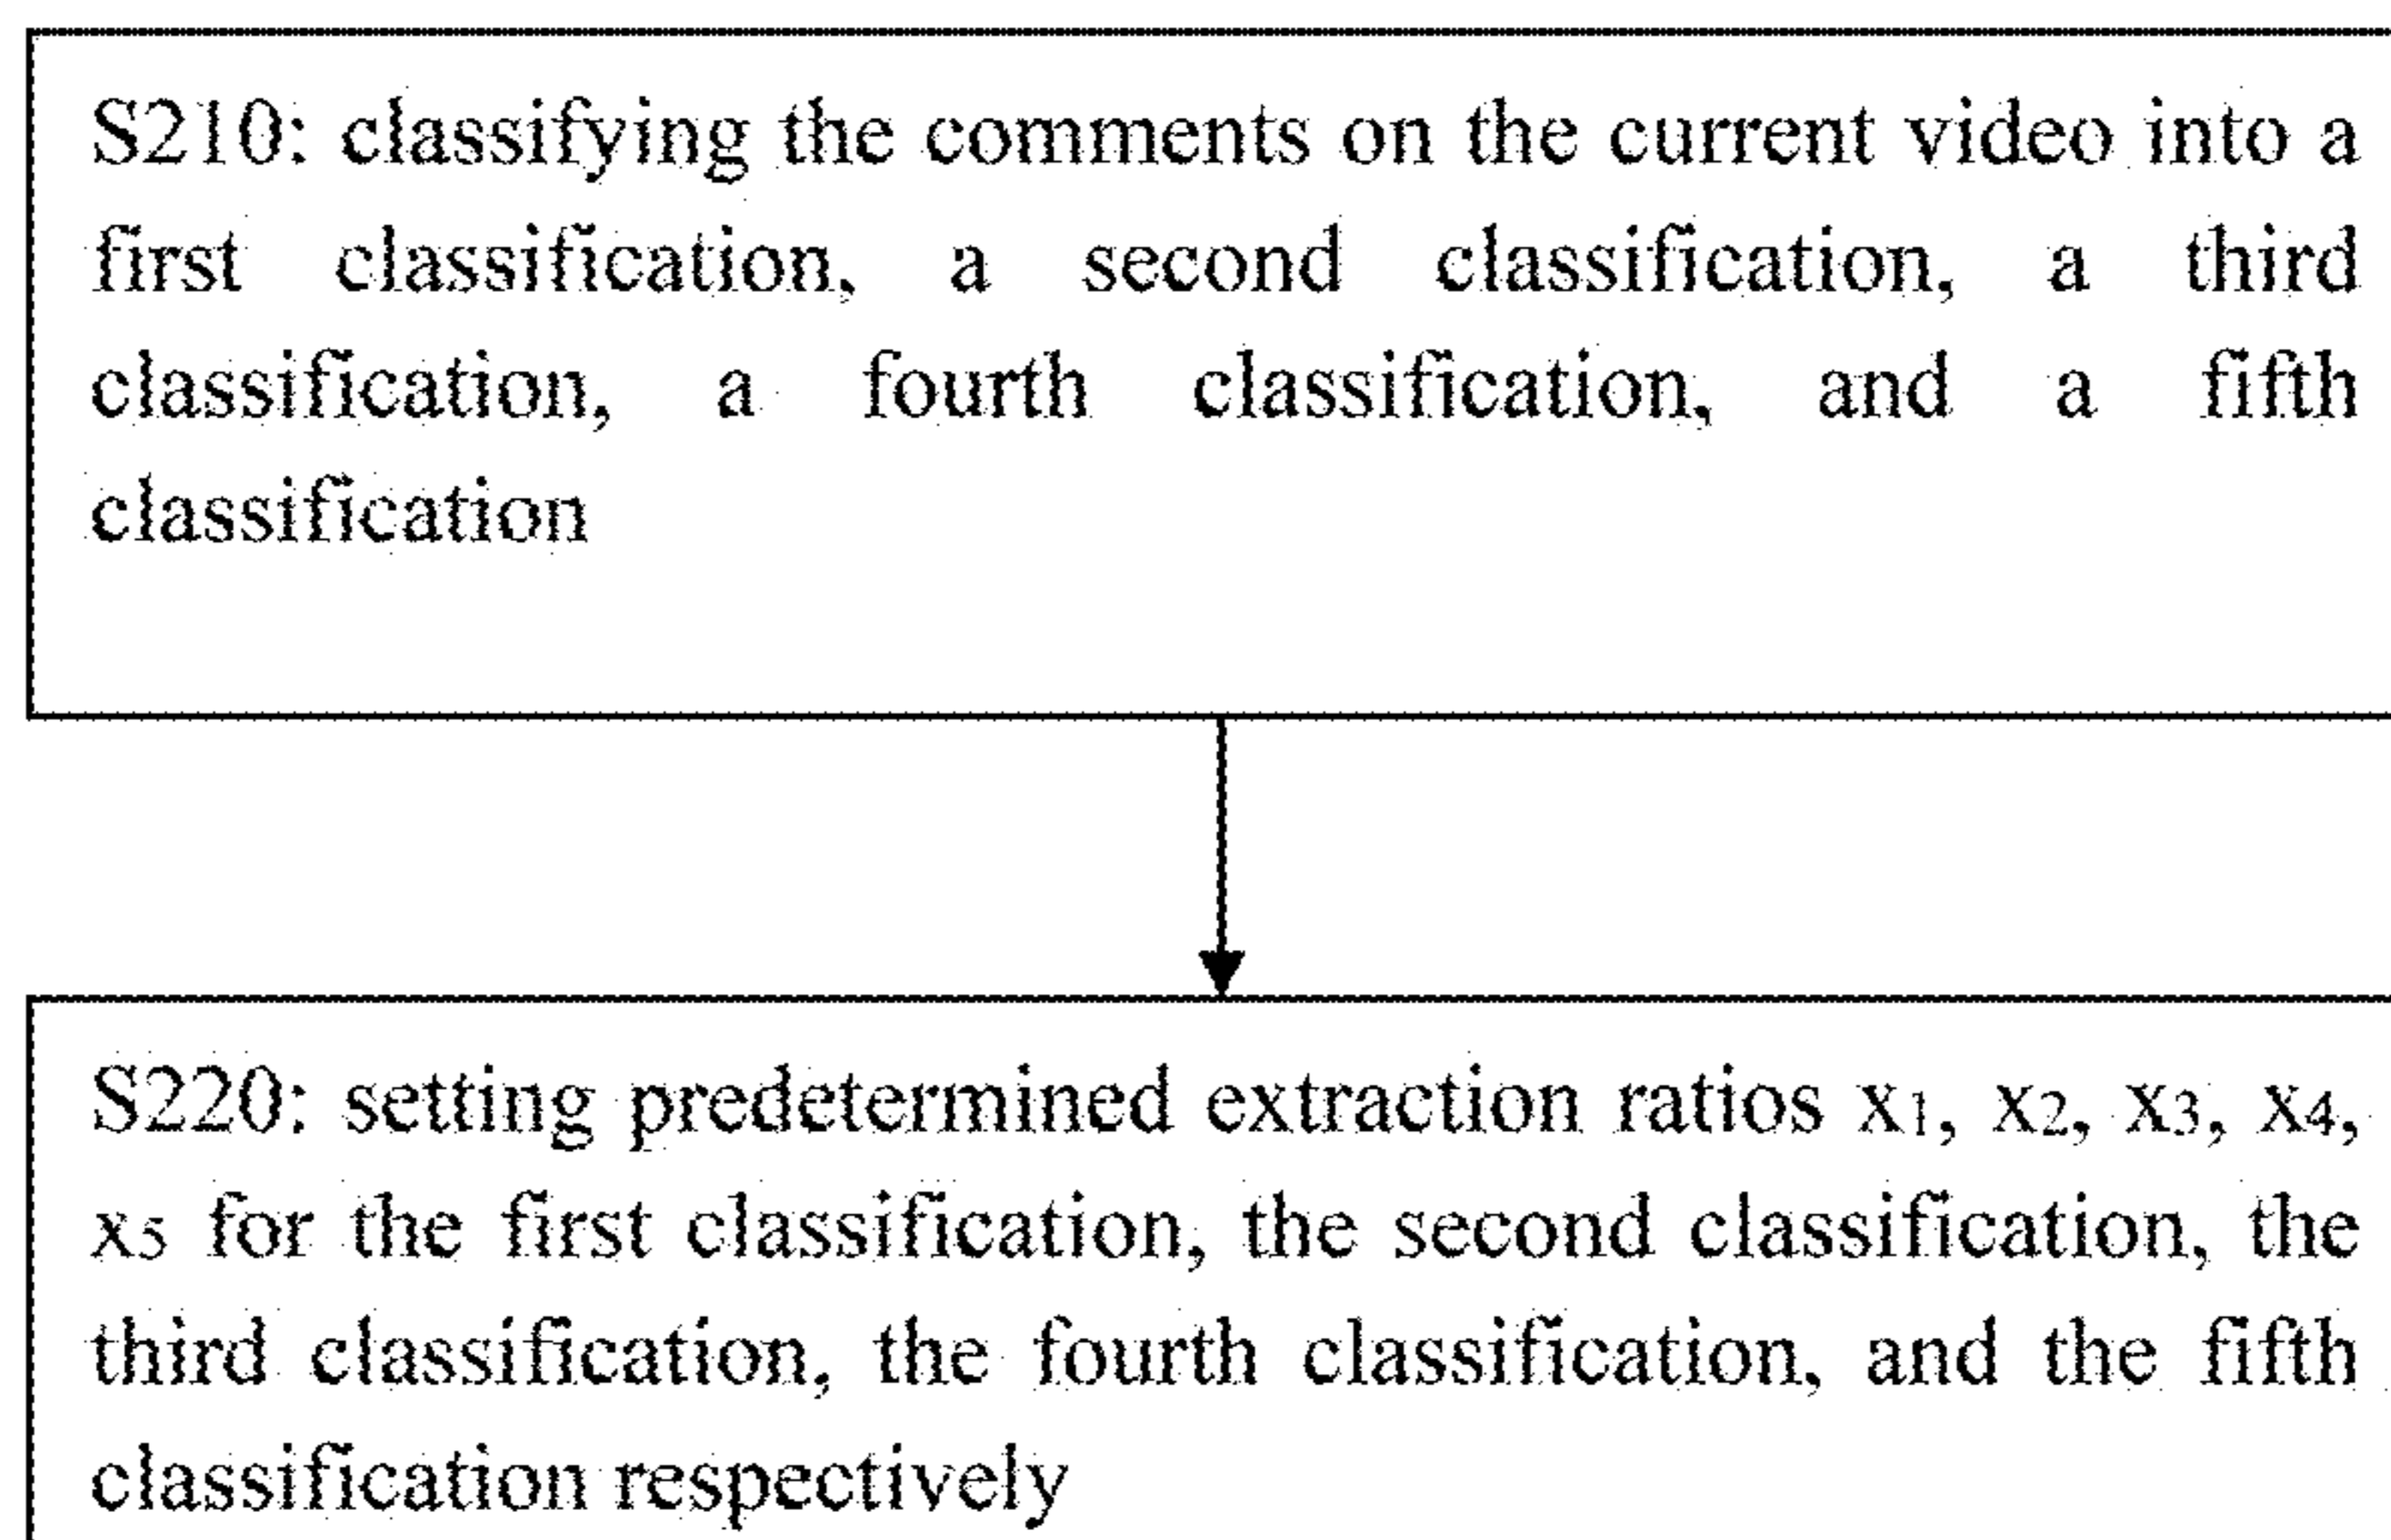 S210: classifying the comments on the current video into a
first classification, a second classification, a third
classification, a fourth classification, and a fifth
classification
S220: setting predetermined extraction ratios x1, x2, x3, x4,
x5 for the first classification, the second classification, the
third classification, the fourth classification, and the fifth
classification respectively